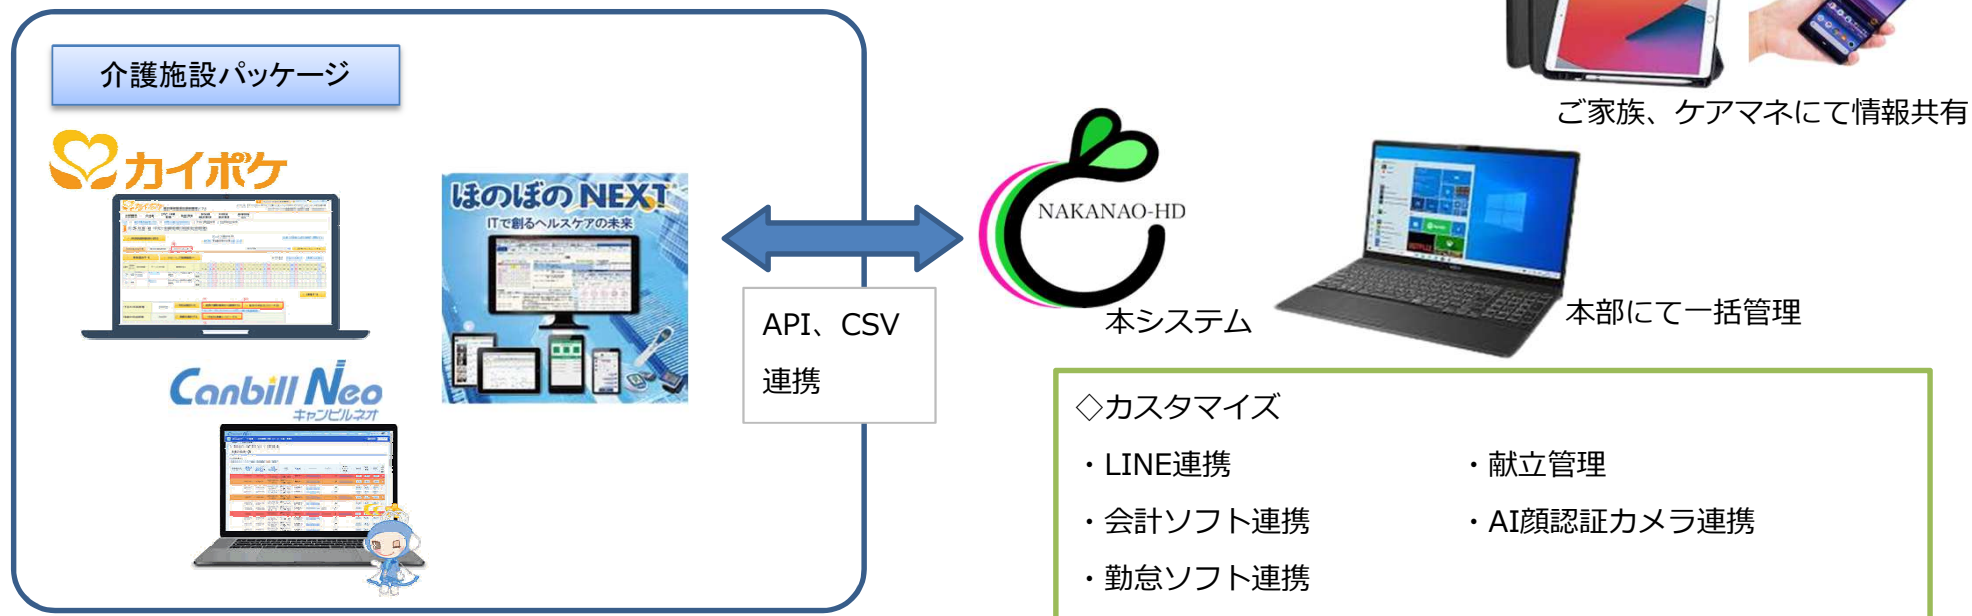 介護施設パッケージ
カイポケ
ほのぼのNEXT
ITで創るヘルスケアの未来
Canbill Neo
キャンビルネオ
API、CSV
連携
NAKANAO-HD
本システム
ご家族、ケアマネにて情報共有
本部にて一括管理
◇カスタマイズ
・LINE連携
・献立管理
・会計ソフト連携
・AI顔認証カメラ連携
・勤怠ソフト連携